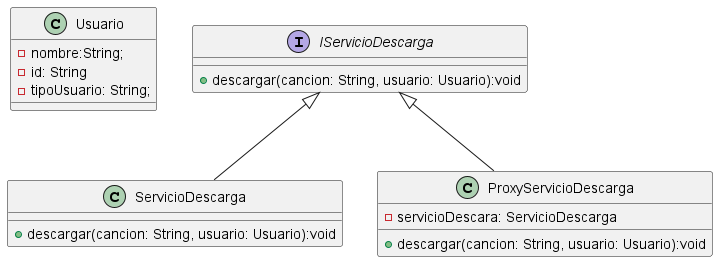 C Usuario
nombre:String;
id: String
tipoUsuario: String;
I IServicioDescarga
descargar(cancion: String, usuario: Usuario):void
C ServicioDescarga
descargar(cancion: String, usuario: Usuario):void
C ProxyServicioDescarga
servicioDescara: ServicioDescarga
descargar(cancion: String, usuario: Usuario):void